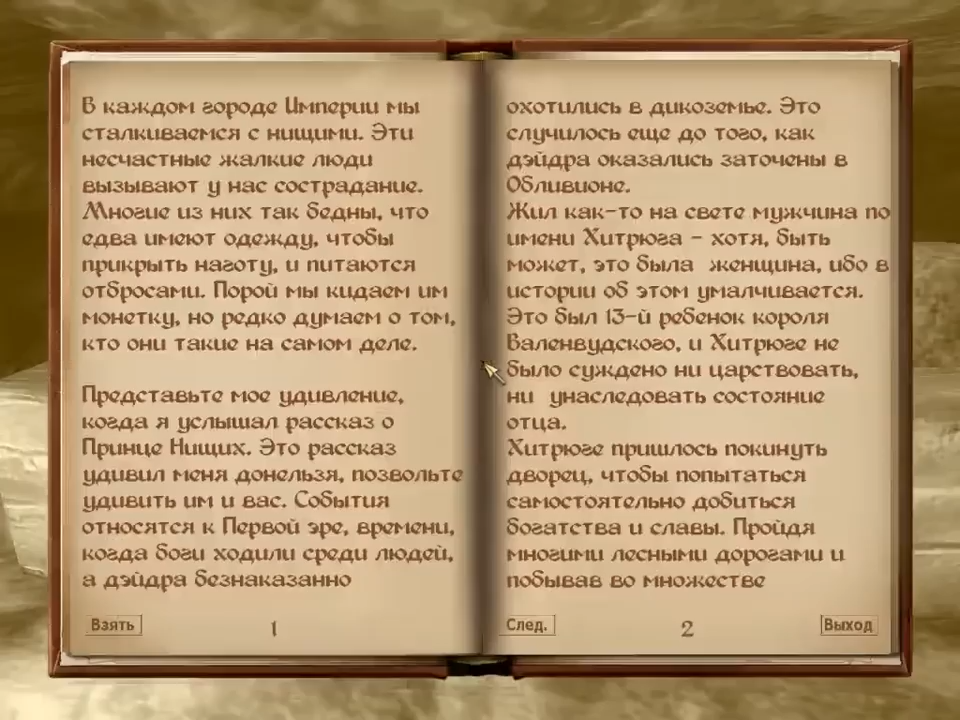 В каждом городе Империи мы
сталкиваемся с нищими. Эти
несчастные жалкие люди
вызывают у нас сострадание.
Многие из них так бедны, что
едва имеют одежду, чтобы
прикрыть наготу, и питаются
отбросами. Порой мы кидаем им
монетку, но редко думаем о том,
кто они такие на самом деле.
Представьте мое удивление,
когда я услышал рассказ о
Принце Нищих. Это рассказ
удивил меня донельзя, позвольте
удивить им и вас. События
относятся к Первой эре, времени,
когда боги ходили среди людей,
а дэйдра безнаказанно
Взять
1
охотились в дикоземье. Это
случилось еще до того, как
дэйдра оказались заточены в
Обливионе.
Жил как-то на свете мужчина по
имени Хитрюга - хотя, быть
может, это была женщина, ибо в
истории об этом умалчивается.
Это был 13-й ребенок короля
Валенвудского, и Хитрюге не
было суждено ни царствовать,
ни унаследовать состояние
отца.
Хитрюге пришлось покинуть
дворец, чтобы попытаться
самостоятельно добиться
богатства и славы. Пройдя
многими лесными дорогами и
побывав во множестве
След.
2
Выход